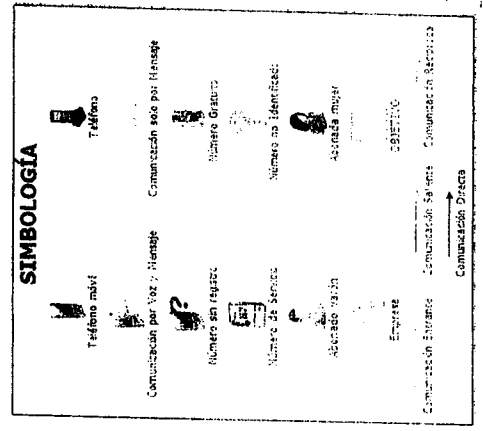 SIMBOLOGÍA
Teléfono móvil
Teléfono
Comunicación por Voz y Mensaje
Comunicación solo por Mensaje
Número sin registro
Número Gratuito
Número de Servicio
Número no Identificado
Abonado Varón
Abonada mujer
Empresa
OBJETIVO
Comunicación Entrante
Comunicación Saliente
Comunicación Recíproca
Comunicación Directa